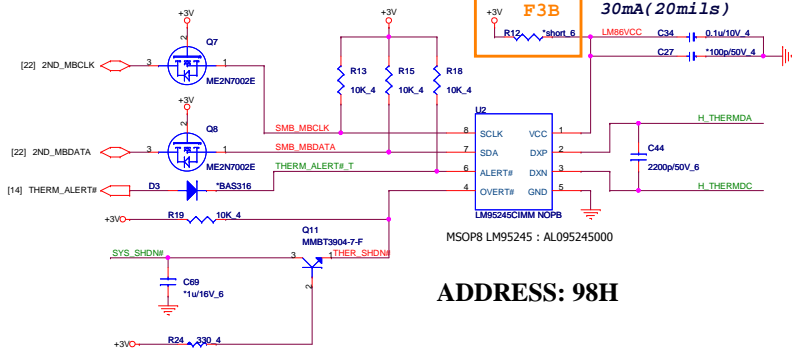 +3V
+3V
+3V
F3B
30mA(20mils)
R12
*short_6
LM86VCC
C34
0.1u/10V_4
C27
*100p/50V_4
Q7
2
[22] 2ND_MBCLK
3
1
ME2N7002E
R13
10K_4
R15
10K_4
R18
10K_4
Q8
2
SMB_MBCLK
[22] 2ND_MBDATA
3
1
SMB_MBDATA
ME2N7002E
THERM_ALERT#_T
[14] THERM_ALERT#
D3
*BAS316
U2
8
SCLK
VCC
1
7
SDA
DXP
2
6
ALERT#
DXN
3
4
OVERT#
GND
5
LM95245CIMM NOPB
H_THERMDA
C44
2200p/50V_6
H_THERMDC
MSOP8 LM95245 : AL095245000
+3V
R19
10K_4
Q11
MMBT3904-7-F
SYS_SHDN#
3
1
THER_SHDN#
2
C69
*1u/16V_6
ADDRESS: 98H
+3V
R24
330_4